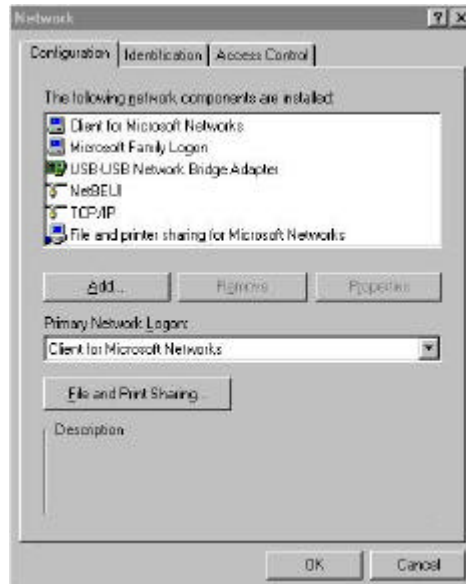 Network
Configuration Identification Access Control
The following network components are installed:
Client for Microsoft Networks
Microsoft Family Logon
USB-USB Network Bridge Adapter
NetBEUI
TCP/IP
File and printer sharing for Microsoft Networks
Add... Remove Properties
Primary Network Logon:
Client for Microsoft Networks
File and Print Sharing...
Description
OK Cancel